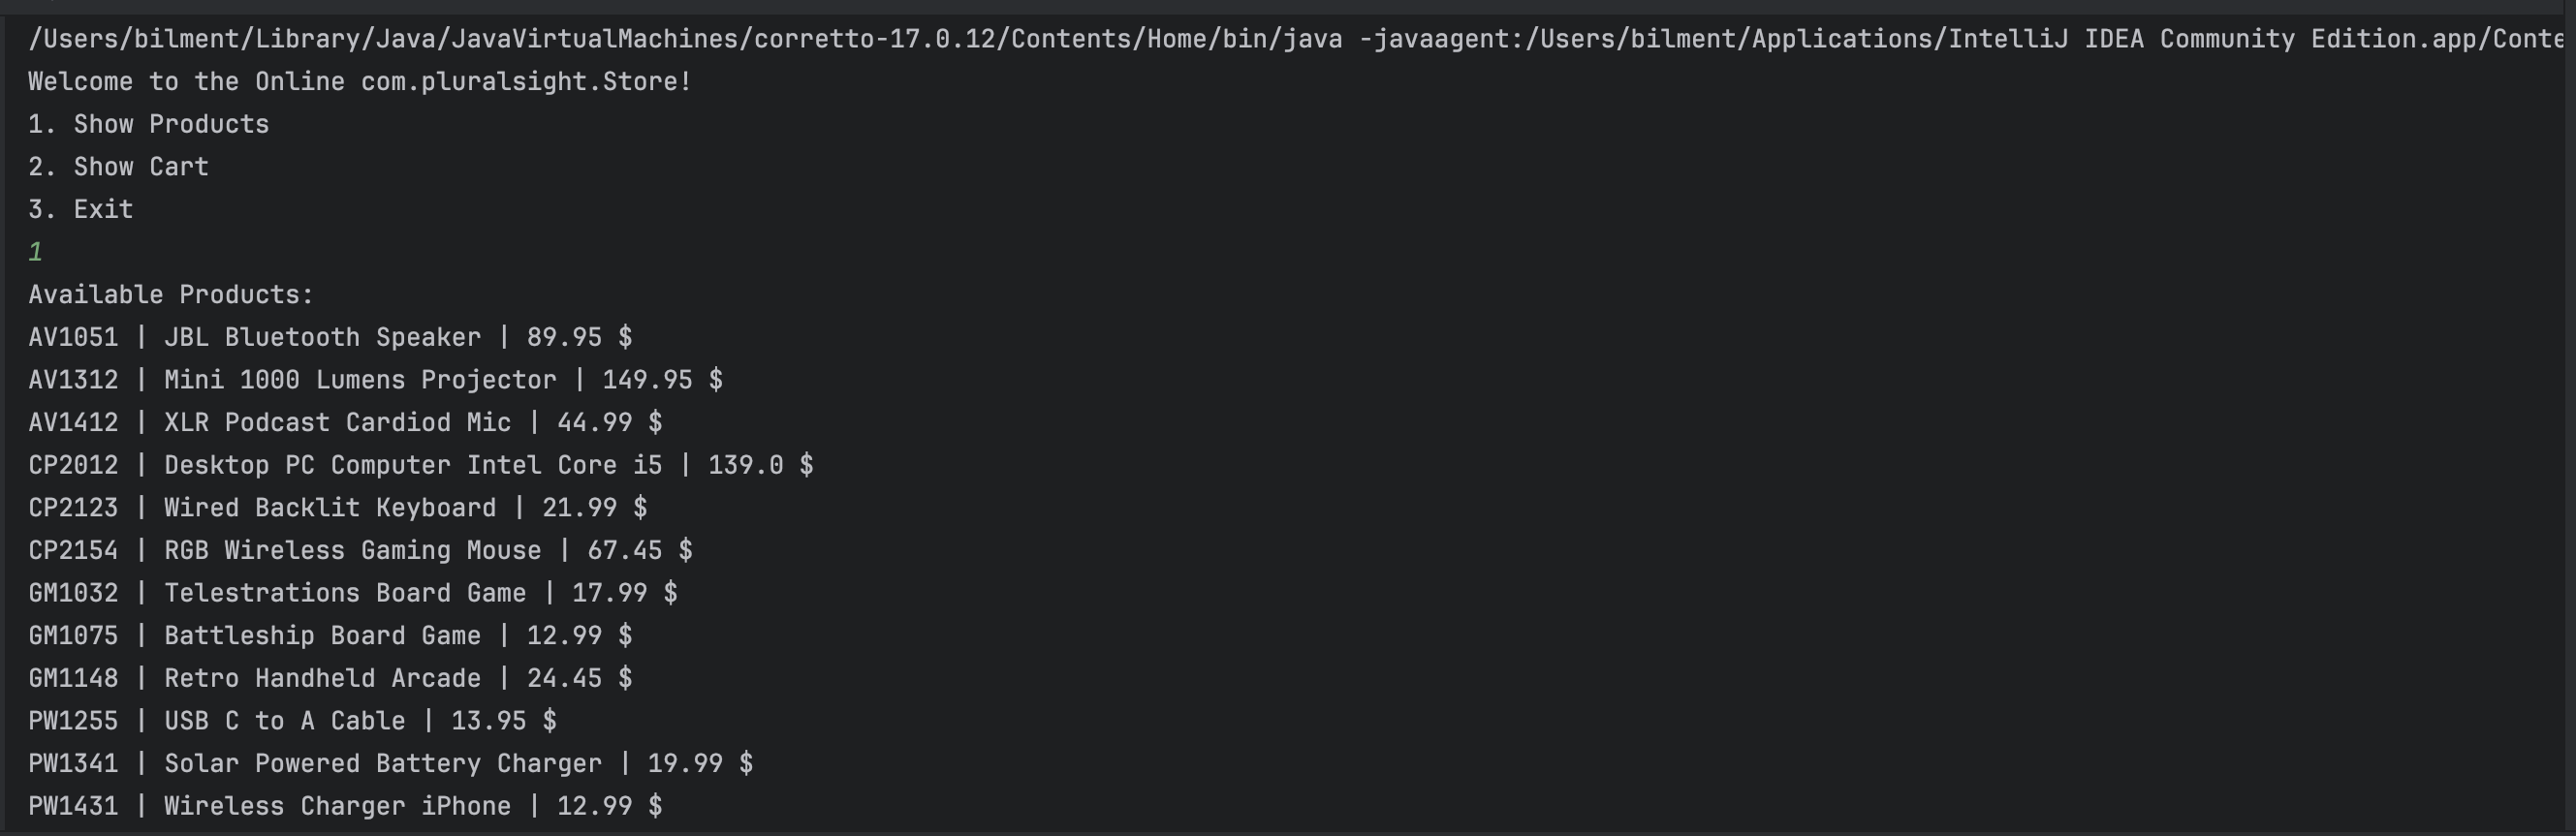 /Users/bilment/Library/Java/JavaVirtualMachines/corretto-17.0.12/Contents/Home/bin/java -javaagent:/Users/bilment/Applications/IntelliJ IDEA Community Edition.app/Conte
Welcome to the Online com.pluralsight.Store!
1. Show Products
2. Show Cart
3. Exit
1
Available Products:
AV1051 | JBL Bluetooth Speaker | 89.95 $
AV1312 | Mini 1000 Lumens Projector | 149.95 $
AV1412 | XLR Podcast Cardiod Mic | 44.99 $
CP2012 | Desktop PC Computer Intel Core i5 | 139.0 $
CP2123 | Wired Backlit Keyboard | 21.99 $
CP2154 | RGB Wireless Gaming Mouse | 67.45 $
GM1032 | Telestrations Board Game | 17.99 $
GM1075 | Battleship Board Game | 12.99 $
GM1148 | Retro Handheld Arcade | 24.45 $
PW1255 | USB C to A Cable | 13.95 $
PW1341 | Solar Powered Battery Charger | 19.99 $
PW1431 | Wireless Charger iPhone | 12.99 $